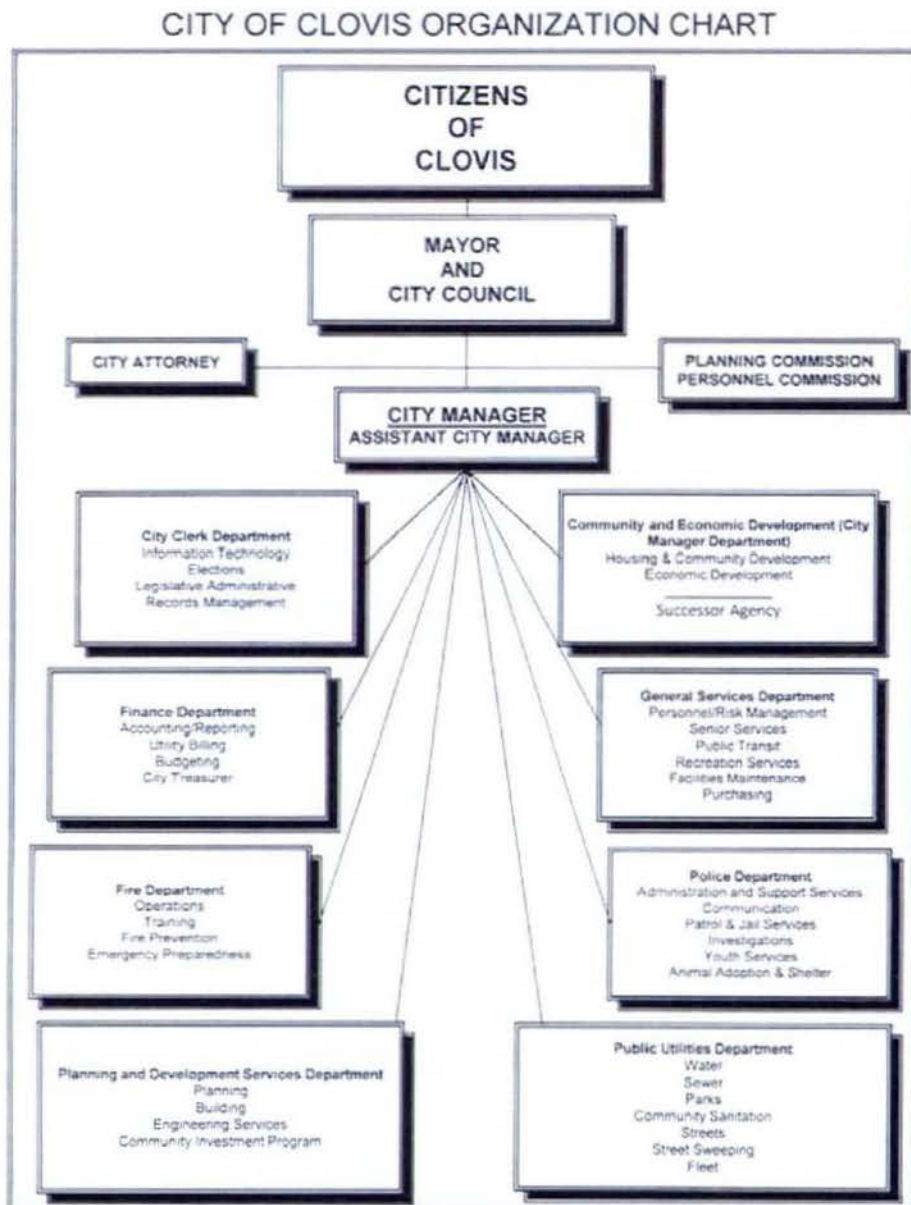 CITY OF CLOVIS ORGANIZATION CHART
CITIZENS
OF
CLOVIS
MAYOR
AND
CITY COUNCIL
CITY ATTORNEY
PLANNING COMMISSION
PERSONNEL COMMISSION
CITY MANAGER
ASSISTANT CITY MANAGER
City Clerk Department
Information Technology
Elections
Legislative Administrative
Records Management
Community and Economic Development (City
Manager Department)
Housing & Community Development
Economic Development
Successor Agency
Finance Department
Accounting/Reporting
Utility Billing
Budgeting
City Treasurer
General Services Department
Personnel/Risk Management
Senior Services
Public Transit
Recreation Services
Facilities Maintenance
Purchasing
Fire Department
Operations
Training
Fire Prevention
Emergency Preparedness
Police Department
Administration and Support Services
Communication
Patrol & Jail Services
Investigations
Youth Services
Animal Adoption & Shelter
Planning and Development Services Department
Planning
Building
Engineering Services
Community Investment Program
Public Utilities Department
Water
Sewer
Parks
Community Sanitation
Streets
Street Sweeping
Fleet